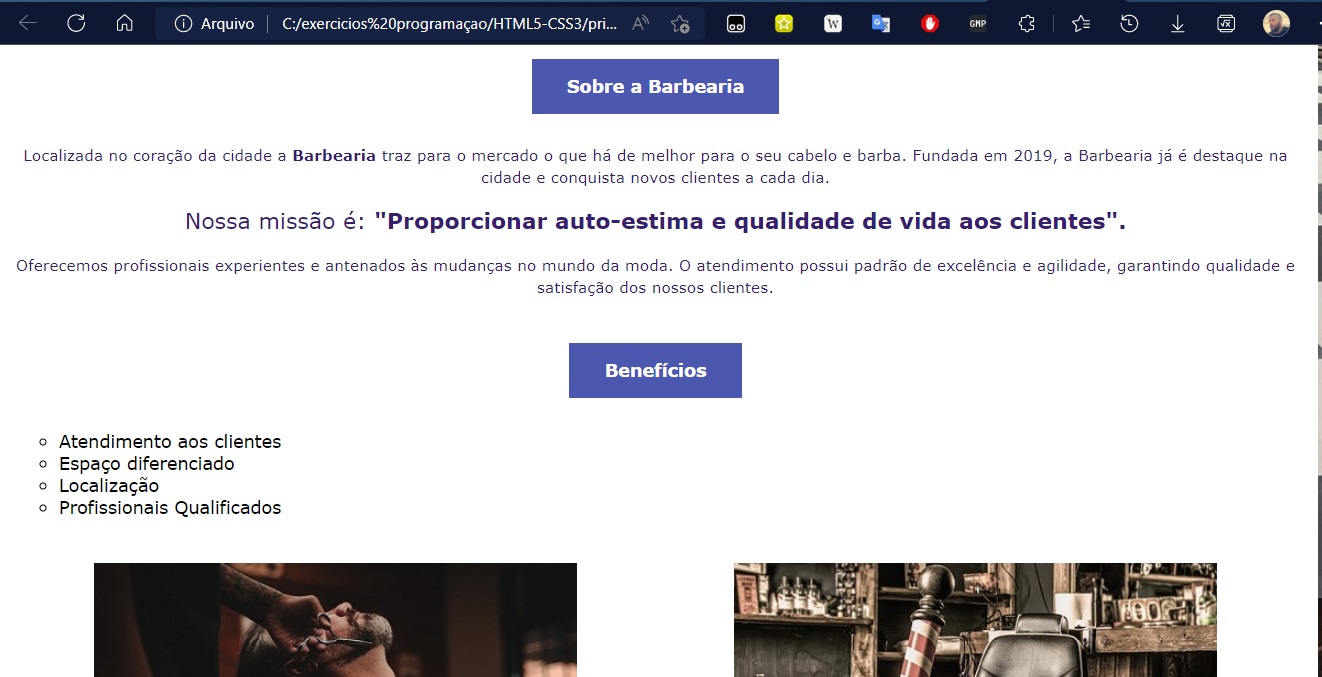 Arquivo
C:/exercicios%20programaçao/HTML5-CSS3/pri...
GMP
Sobre a Barbearia
Localizada no coração da cidade a Barbearia traz para o mercado o que há de melhor para o seu cabelo e barba. Fundada em 2019, a Barbearia já é destaque na
cidade e conquista novos clientes a cada dia.
Nossa missão é: "Proporcionar auto-estima e qualidade de vida aos clientes".
Oferecemos profissionais experientes e antenados às mudanças no mundo da moda. O atendimento possui padrão de excelência e agilidade, garantindo qualidade e
satisfação dos nossos clientes.
Benefícios
Atendimento aos clientes
Espaço diferenciado
Localização
Profissionais Qualificados